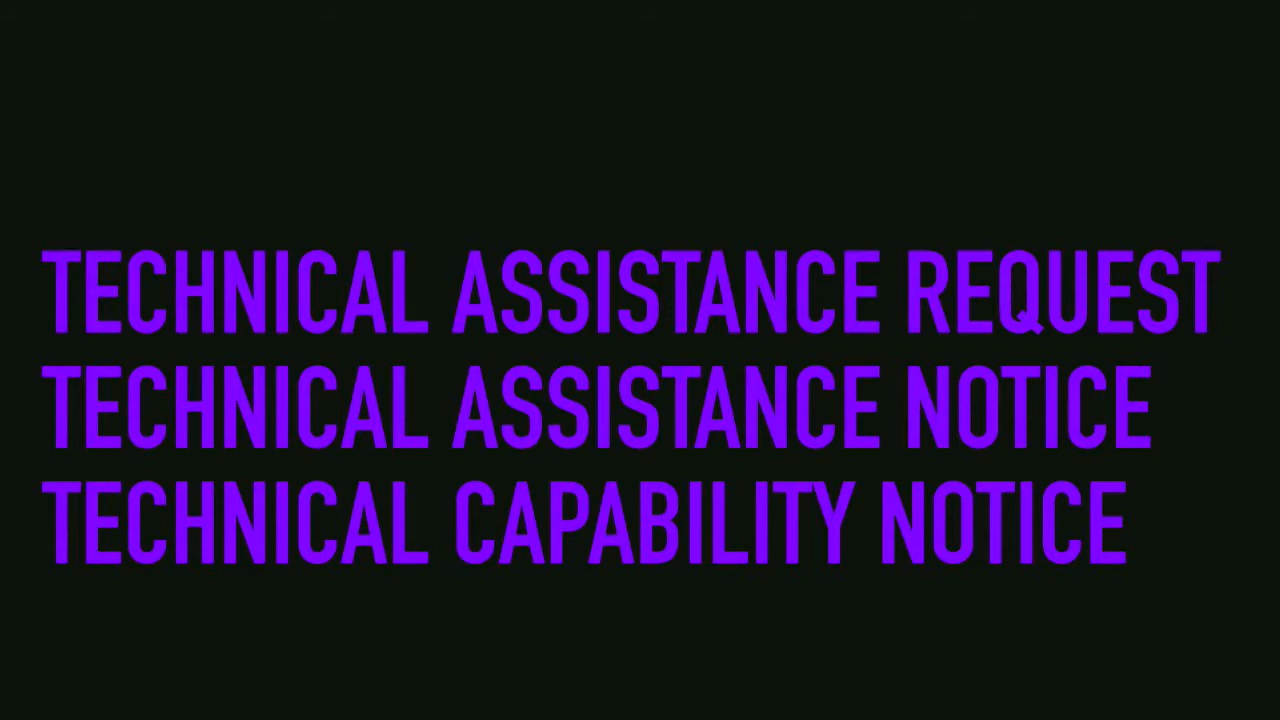 TECHNICAL ASSISTANCE REQUEST
TECHNICAL ASSISTANCE NOTICE
TECHNICAL CAPABILITY NOTICE